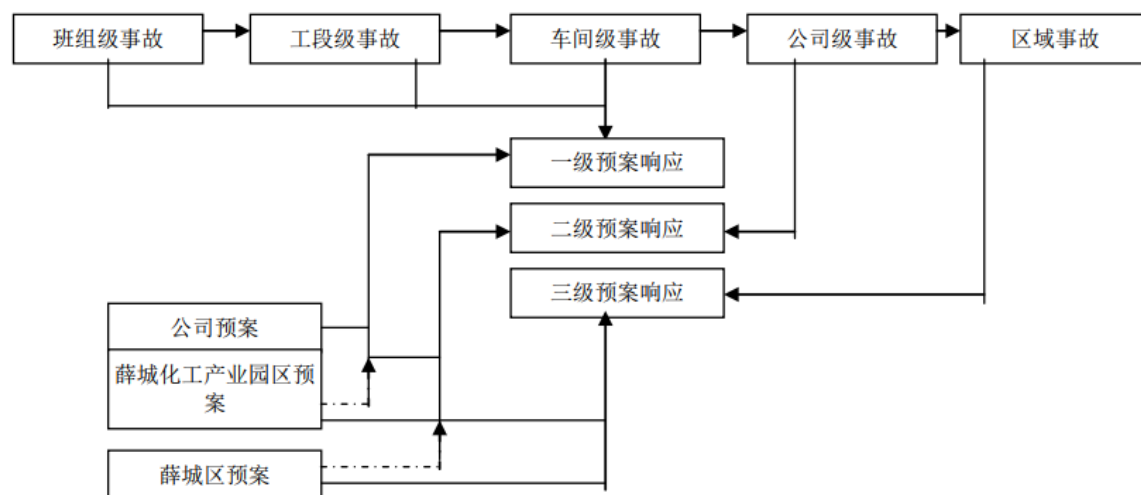 班组级事故
工段级事故
车间级事故
公司级事故
区域事故
一级预案响应
二级预案响应
三级预案响应
公司预案
薛城化工产业园区预
案
薛城区预案